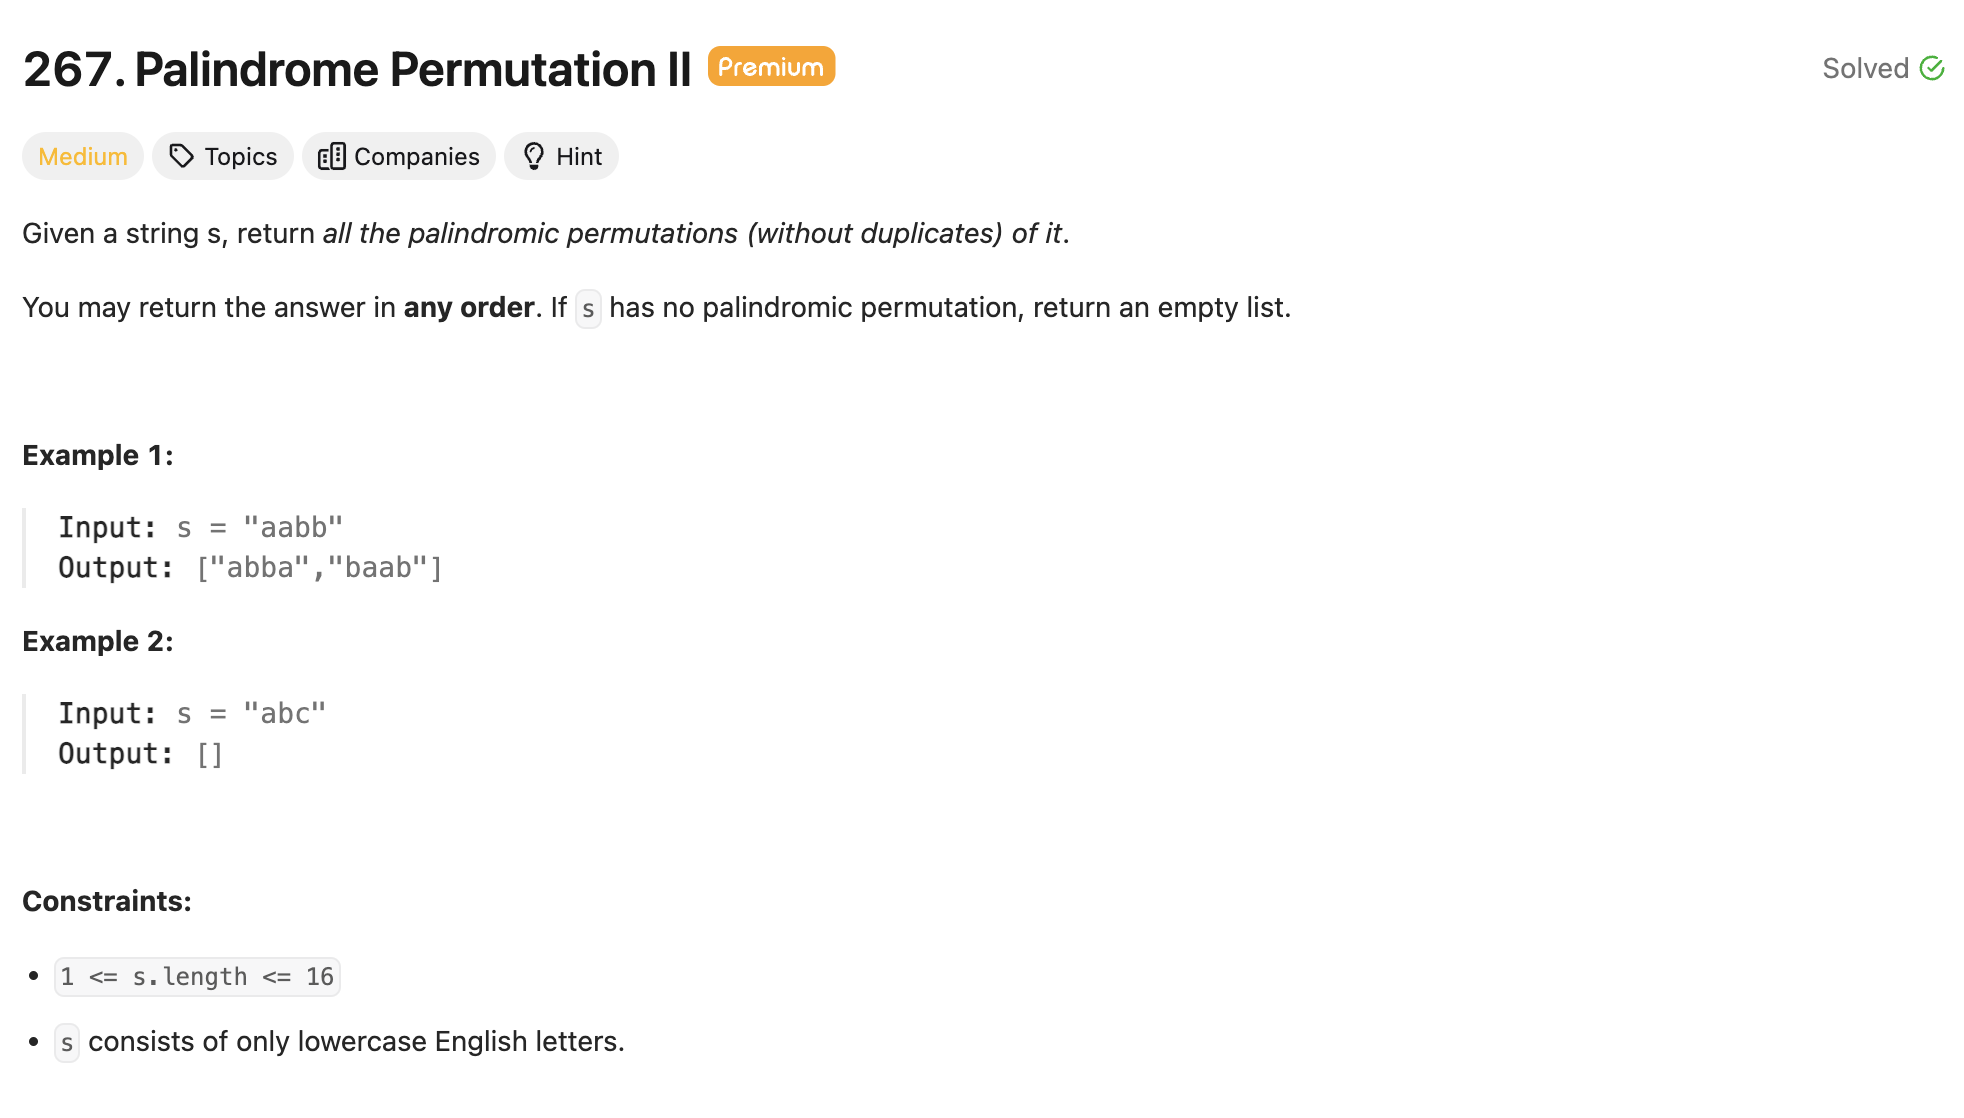 267. Palindrome Permutation II Premium Solved
Medium Topics Companies Hint
Given a string s, return all the palindromic permutations (without duplicates) of it.
You may return the answer in any order. If s has no palindromic permutation, return an empty list.
Example 1:
Input: s = "aabb"
Output: ["abba","baab"]
Example 2:
Input: s = "abc"
Output: []
Constraints:
• 1 <= s.length <= 16
• s consists of only lowercase English letters.